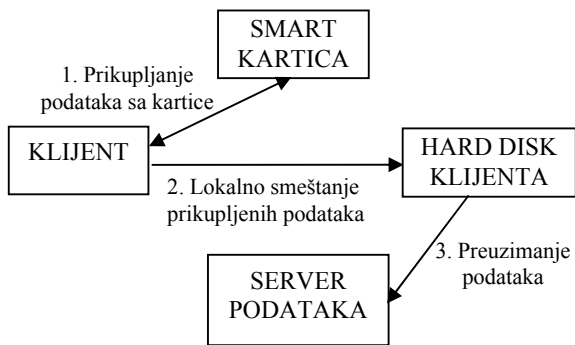 SMART
KARTICA
1. Prikupljanje
podataka sa kartice
KLIJENT
HARD DISK
KLIJENTA
2. Lokalno smeštanje
prikupljenih podataka
3. Preuzimanje
podataka
SERVER
PODATAKA